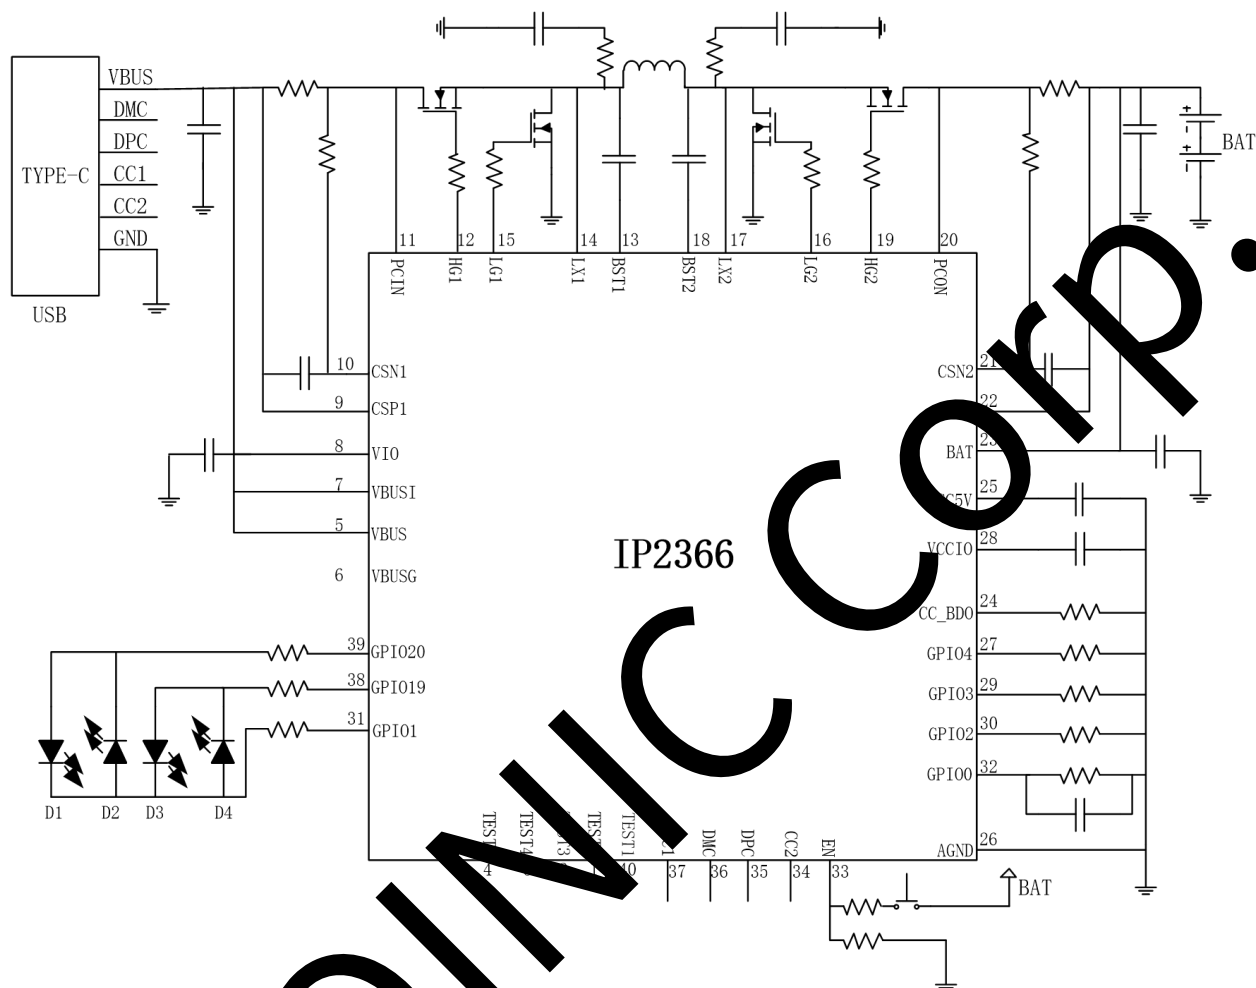 VBUS
DMC
DPC
CC1
CC2
GND
TYPE-C
USB
BAT
11
12
15
14
13
18
17
16
19
20
PCIN
HG1
LG1
LX1
BST1
BST2
LX2
LG2
HG2
PCON
10 CSN1
9 CSP1
8 VIO
7 VBUSI
5 VBUS
6 VBUSG
39 GPIO20
38 GPIO19
31 GPIO1
D1
D2
D3
D4
IP2366
CSN2 21
22
BAT 23
25
VCCIO 28
CC_BDO 24
GPIO4 27
GPIO3 29
GPIO2 30
GPIO0 32
AGND 26
TEST1
DMC
DPC
CC2
EN
4
37
36
35
34
33
BAT
INIC Corp.